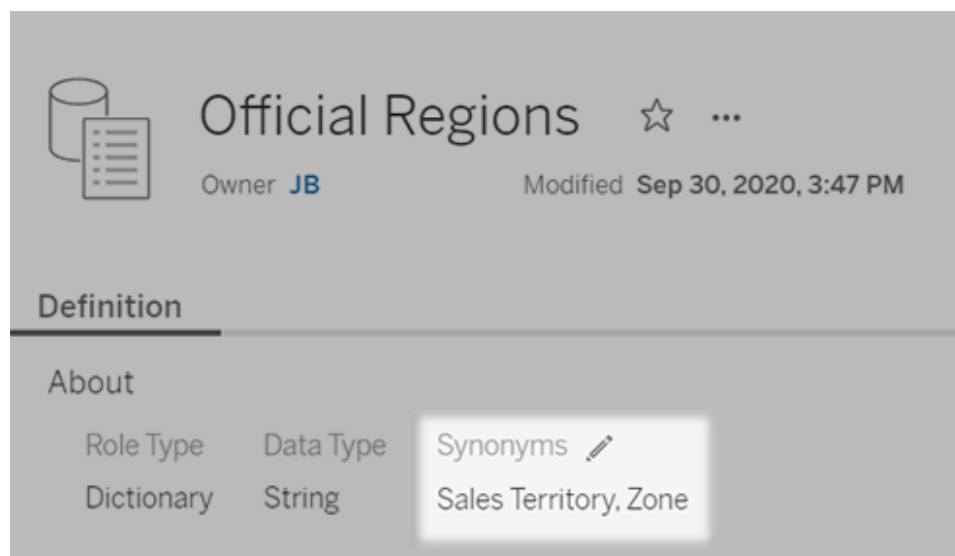 Official Regions ...
Owner JB Modified Sep 30, 2020, 3:47 PM
Definition
About
Role Type Data Type Synonyms
Dictionary String Sales Territory, Zone